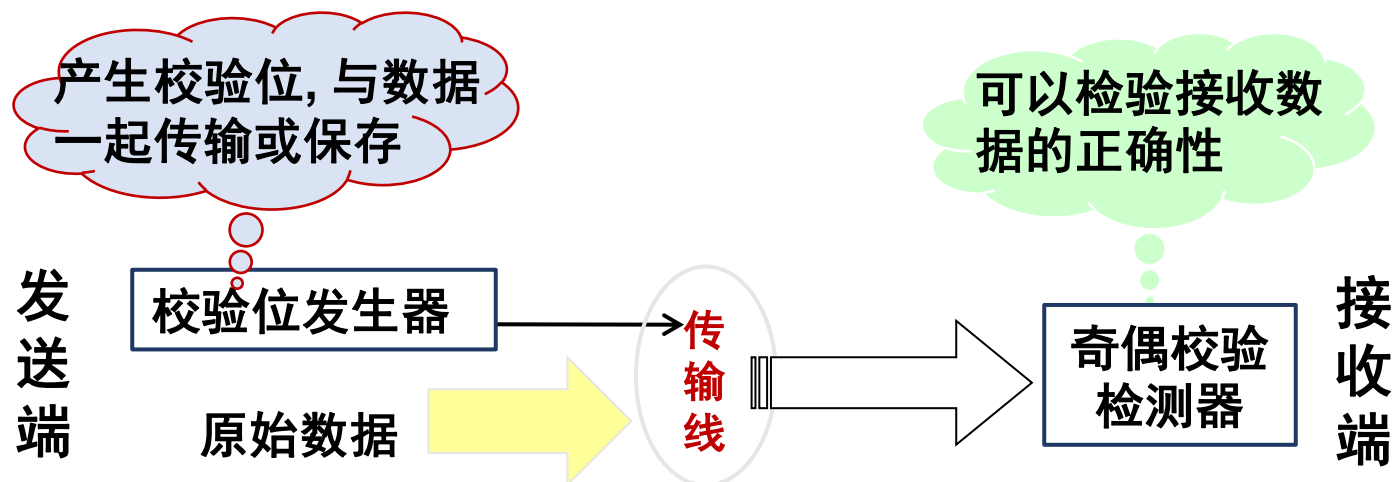 产生校验位, 与数据
一起传输或保存
可以检验接收数
据的正确性
发送端
校验位发生器
原始数据
传输线
奇偶校验
检测器
接收端